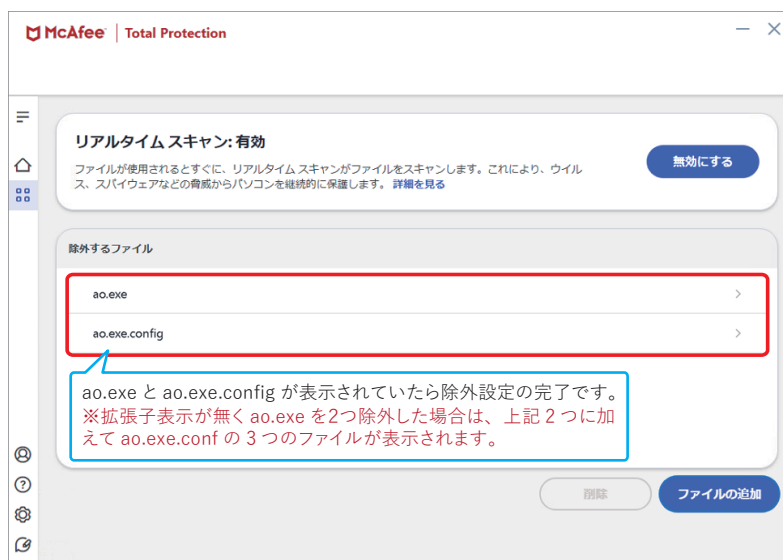 McAfee | Total Protection
リアルタイム スキャン: 有効
ファイルが使用されるとすぐに、リアルタイム スキャンがファイルをスキャンします。これにより、ウイル
ス、スパイウェアなどの脅威からパソコンを継続的に保護します。 詳細を見る
無効にする
除外するファイル
ao.exe
ao.exe.config
ao.exe と ao.exe.config が表示されていたら除外設定の完了です。
※拡張子表示が無く ao.exe を2つ除外した場合は、上記 2 つに加
えて ao.exe.conf の 3 つのファイルが表示されます。
削除
ファイルの追加